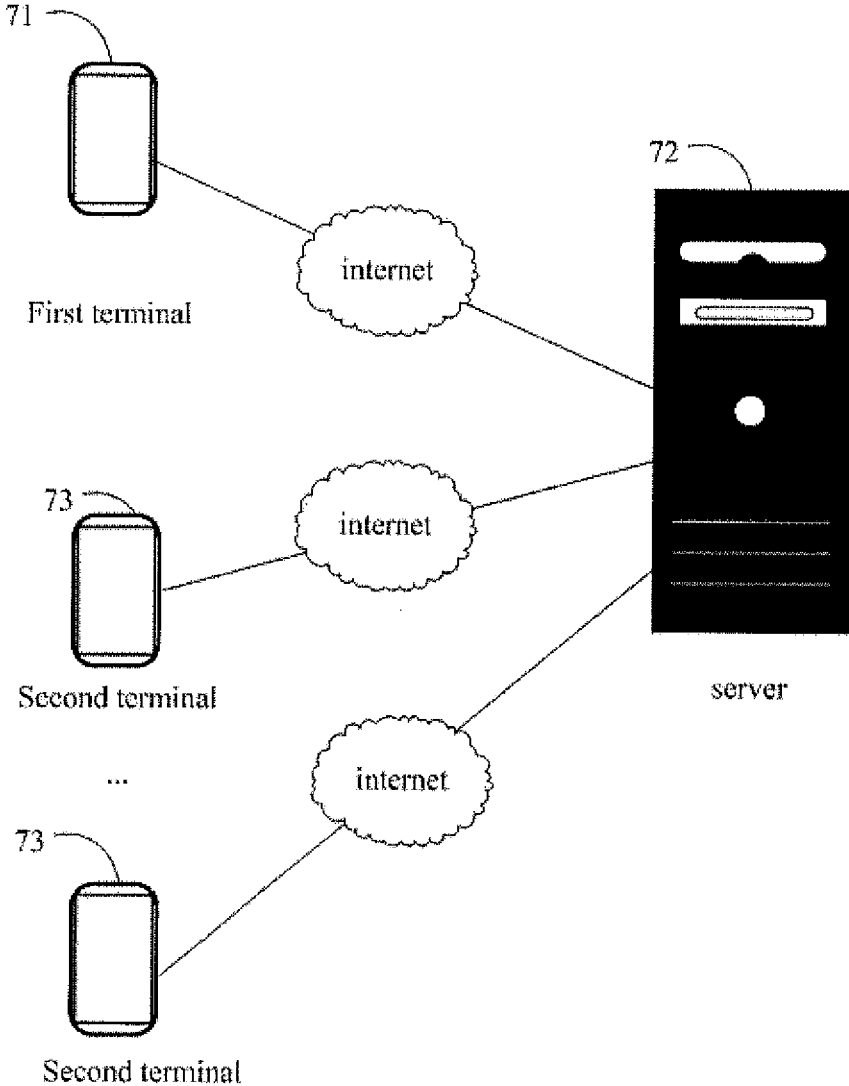 71
72
internet
First terminal
73
internet
Second terminal
server
...
internet
73
Second terminal